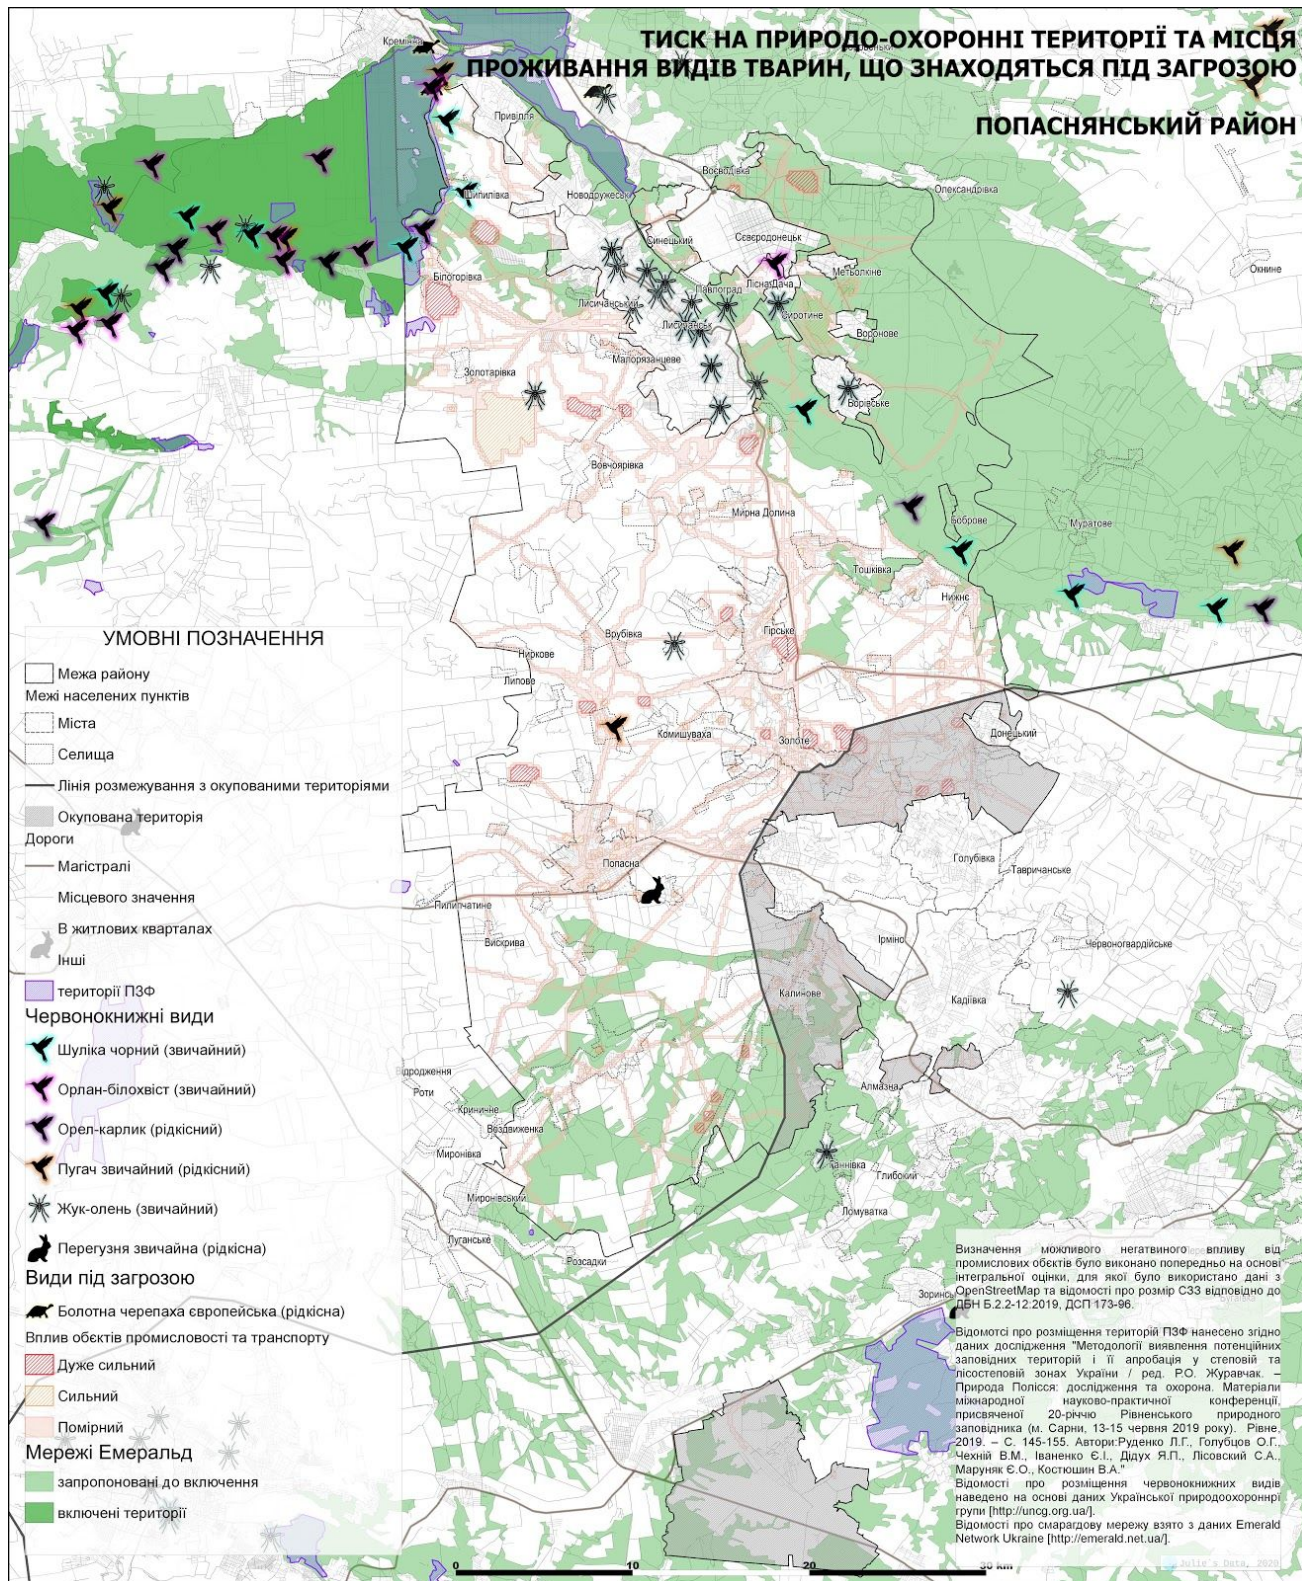 ТИСК НА ПРИРОДО-ОХОРОННІ ТЕРИТОРІЇ ТА МІСЦЯ
ПРОЖИВАННЯ ВИДІВ ТВАРИН, ЩО ЗНАХОДЯТЬСЯ ПІД ЗАГРОЗОЮ
ПОПАСНЯНСЬКИЙ РАЙОН
Кремінна
Привілля
Воєводівка
Шипилівка
Новодружеськ
Олександрівка
Синецький
Сєвєродонецьк
Білогорівка
Метьолкіне
Окнине
Лісна Дача
Павлоград
Лисичанський
Сиротине
Лисичанськ
Воронове
Малорязанцеве
Золотарівка
Борівське
Вовчоярівка
Мирна Долина
Боброве
Муратове
Тошківка
Нижнє
Врубівка
Гірське
Ниркове
Липове
Комишуваха
Золоте
Донецький
Попасна
Голубівка
Тавричанське
Пилипчатине
Вискрива
Ірміно
Червоногвардійське
Калинове
Кадіївка
Алмазна
Роти
Криничне
Воздвиженка
Миронівка
Глибокий
Миронівський
Ломуватка
Луганське
Розсадки
УМОВНІ ПОЗНАЧЕННЯ
Межа району
Межі населених пунктів
Міста
Селища
Лінія розмежування з окупованими територіями
Окупована територія
Дороги
Магістралі
Місцевого значення
В житлових кварталах
Інші
території ПЗФ
Червонокнижні види
Шуліка чорний (звичайний)
Орлан-білохвіст (звичайний)
Орел-карлик (рідкісний)
Пугач звичайний (рідкісний)
Жук-олень (звичайний)
Перегузня звичайна (рідкісна)
Види під загрозою
Болотна черепаха європейська (рідкісна)
Вплив обєктів промисловості та транспорту
Дуже сильний
Сильний
Помірний
Мережі Емеральд
запропоновані до включення
включені території
Визначення можливого негативного впливу від
промислових обєктів було виконано попередньо на основі
інтегральної оцінки, для якої було використано дані з
OpenStreetMap та відомості про розмір СЗЗ відповідно до
ДБН Б.2.2-12:2019, ДСП 173-96.
Відомотсі про розміщення територій ПЗФ нанесено згідно
даних дослідження "Методології виявлення потенційних
заповідних територій і її апробація у степовій та
лісостеповій зонах України / ред. Р.О. Журавчак. –
Природа Полісся: дослідження та охорона. Матеріали
міжнародної науково-практичної конференції,
присвяченої 20-річчю Рівненського природного
заповідника (м. Сарни, 13-15 червня 2019 року). Рівне,
2019. – С. 145-155. Автори:Руденко Л.Г., Голубцов О.Г.,
Чехній В.М., Іваненко Є.І., Дідух Я.П., Лісовский С.А.,
Маруняк Є.О., Костюшин В.А."
Відомості про розміщення червонокнижних видів
наведено на основі даних Української природоохороннрі
групи [http://uncg.org.ua/].
Відомості про смарагдову мережу взято з даних Emerald
Network Ukraine [http://emerald.net.ua/].
0 10 20 30 km
Julie's Data, 2020